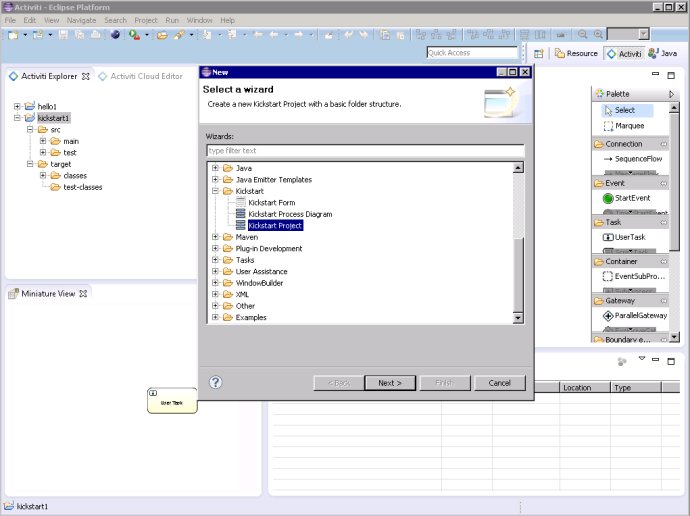 Activiti - Eclipse Platform
File Edit View Navigate Search Project Run Window Help
Quick Access
Resource Activiti Java
Activiti Explorer
Activiti Cloud Editor
hello1
kickstart1
src
main
test
target
classes
test-classes
Miniature View
User Task
New
Select a wizard
Create a new Kickstart Project with a basic folder structure.
Wizards:
type filter text
Java
Java Emitter Templates
Kickstart
Kickstart Form
Kickstart Process Diagram
Kickstart Project
Maven
Plug-in Development
Tasks
User Assistance
WindowBuilder
XML
Other
Examples
< Back
Next >
Finish
Cancel
Palette
Select
Marquee
Connection
SequenceFlow
Event
StartEvent
Task
UserTask
Container
EventSubPro...
Gateway
ParallelGateway
Boundary e...
Location
Type
kickstart1